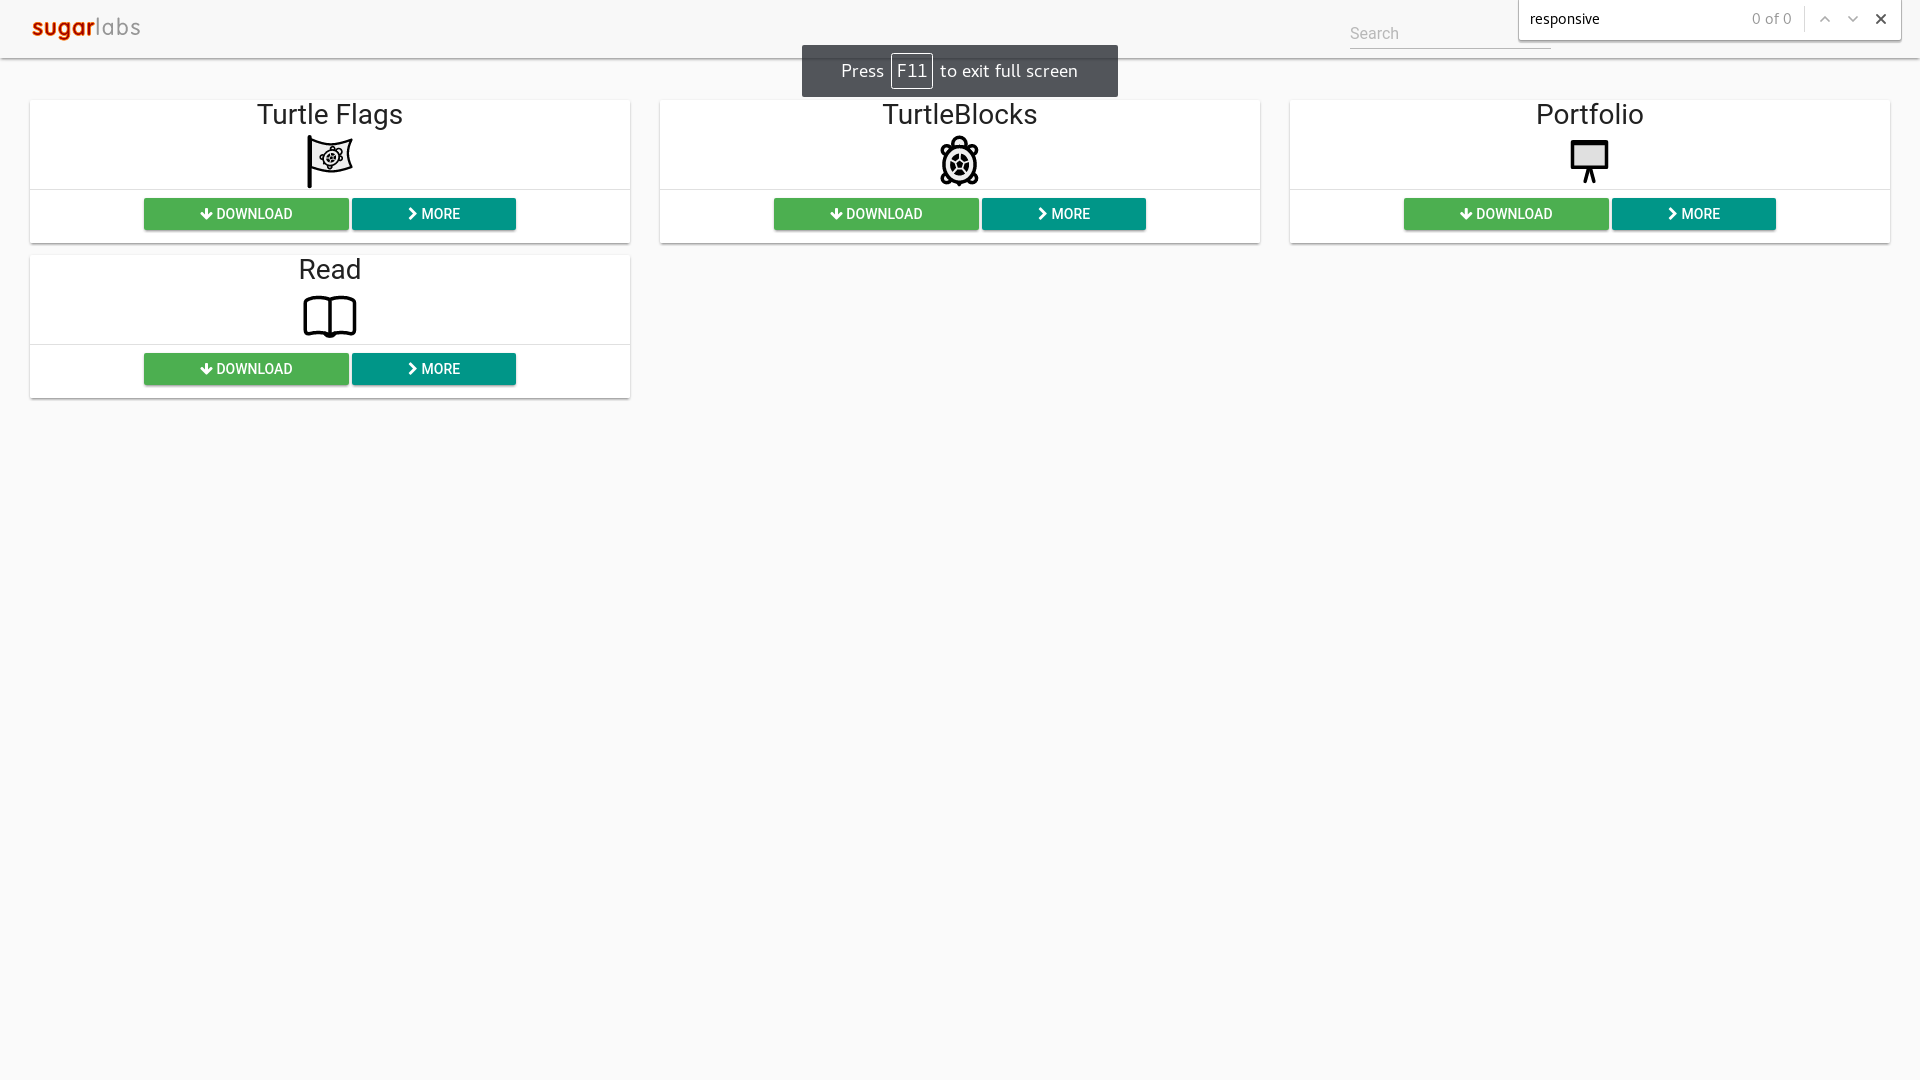 sugarlabs
Search
responsive 0 of 0
Press F11 to exit full screen
Turtle Flags
DOWNLOAD MORE
TurtleBlocks
DOWNLOAD MORE
Portfolio
DOWNLOAD MORE
Read
DOWNLOAD MORE